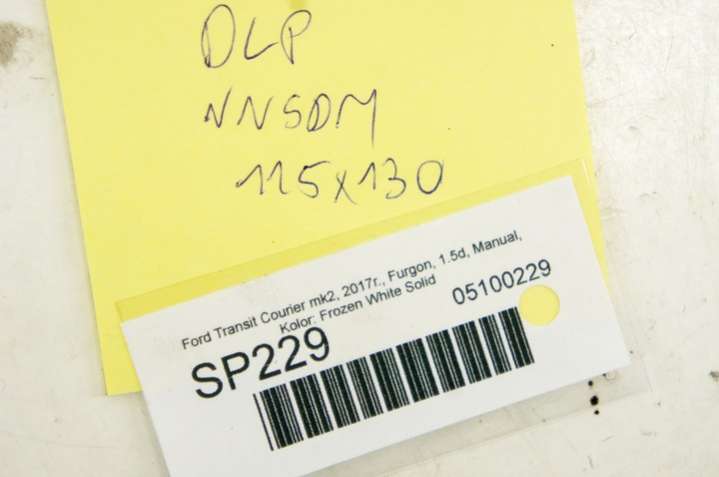 DLP
NNSDM
115x130
Ford Transit Courier mk2, 2017r., Furgon, 1.5d, Manual,
Kolor: Frozen White Solid
05100229
SP229